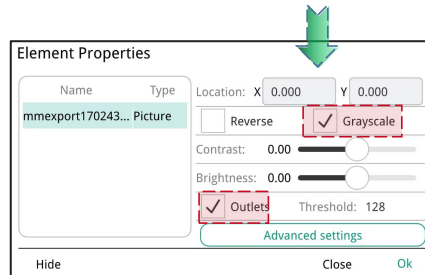 Element Properties
Name Type
mmexport170243... Picture
Location: X 0.000 Y 0.000
Reverse Grayscale
Contrast: 0.00
Brightness: 0.00
Outlets Threshold: 128
Advanced settings
Hide Close Ok